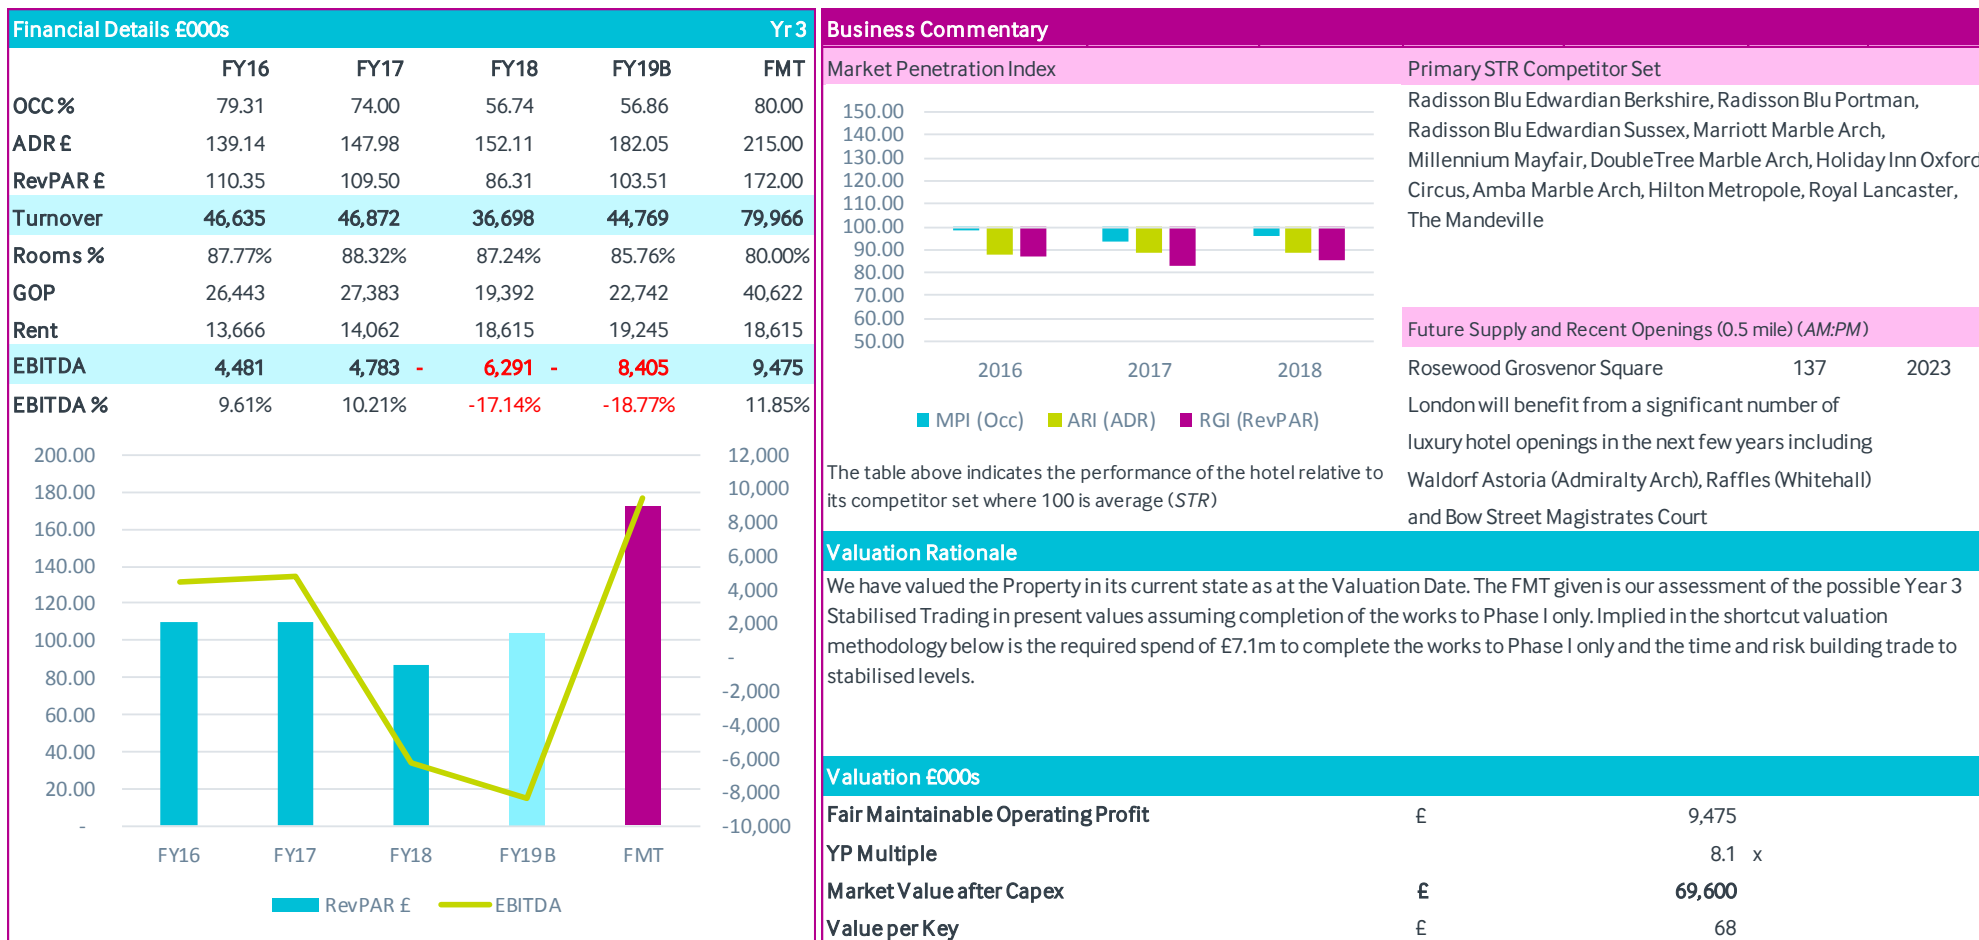 Financial Details £000s Yr 3
FY16 FY17 FY18 FY19B FMT
OCC % 79.31 74.00 56.74 56.86 80.00
ADR £ 139.14 147.98 152.11 182.05 215.00
RevPAR £ 110.35 109.50 86.31 103.51 172.00
Turnover 46,635 46,872 36,698 44,769 79,966
Rooms % 87.77% 88.32% 87.24% 85.76% 80.00%
GOP 26,443 27,383 19,392 22,742 40,622
Rent 13,666 14,062 18,615 19,245 18,615
EBITDA 4,481 4,783 - 6,291 - 8,405 9,475
EBITDA % 9.61% 10.21% -17.14% -18.77% 11.85%
200.00 12,000
180.00 10,000
160.00 8,000
140.00 6,000
120.00 4,000
100.00 2,000
80.00 -
60.00 -2,000
40.00 -4,000
20.00 -6,000
- -8,000
-10,000
FY16 FY17 FY18 FY19B FMT
RevPAR £ EBITDA
Business Commentary
Market Penetration Index
150.00
140.00
130.00
120.00
110.00
100.00
90.00
80.00
70.00
60.00
50.00
2016 2017 2018
MPI (Occ) ARI (ADR) RGI (RevPAR)
The table above indicates the performance of the hotel relative to
its competitor set where 100 is average (STR)
Primary STR Competitor Set
Radisson Blu Edwardian Berkshire, Radisson Blu Portman,
Radisson Blu Edwardian Sussex, Marriott Marble Arch,
Millennium Mayfair, DoubleTree Marble Arch, Holiday Inn Oxford
Circus, Amba Marble Arch, Hilton Metropole, Royal Lancaster,
The Mandeville
Future Supply and Recent Openings (0.5 mile) (AM:PM)
Rosewood Grosvenor Square 137 2023
London will benefit from a significant number of
luxury hotel openings in the next few years including
Waldorf Astoria (Admiralty Arch), Raffles (Whitehall)
and Bow Street Magistrates Court
Valuation Rationale
We have valued the Property in its current state as at the Valuation Date. The FMT given is our assessment of the possible Year 3
Stabilised Trading in present values assuming completion of the works to Phase I only. Implied in the shortcut valuation
methodology below is the required spend of £7.1m to complete the works to Phase I only and the time and risk building trade to
stabilised levels.
Valuation £000s
Fair Maintainable Operating Profit £ 9,475
YP Multiple 8.1 x
Market Value after Capex £ 69,600
Value per Key £ 68